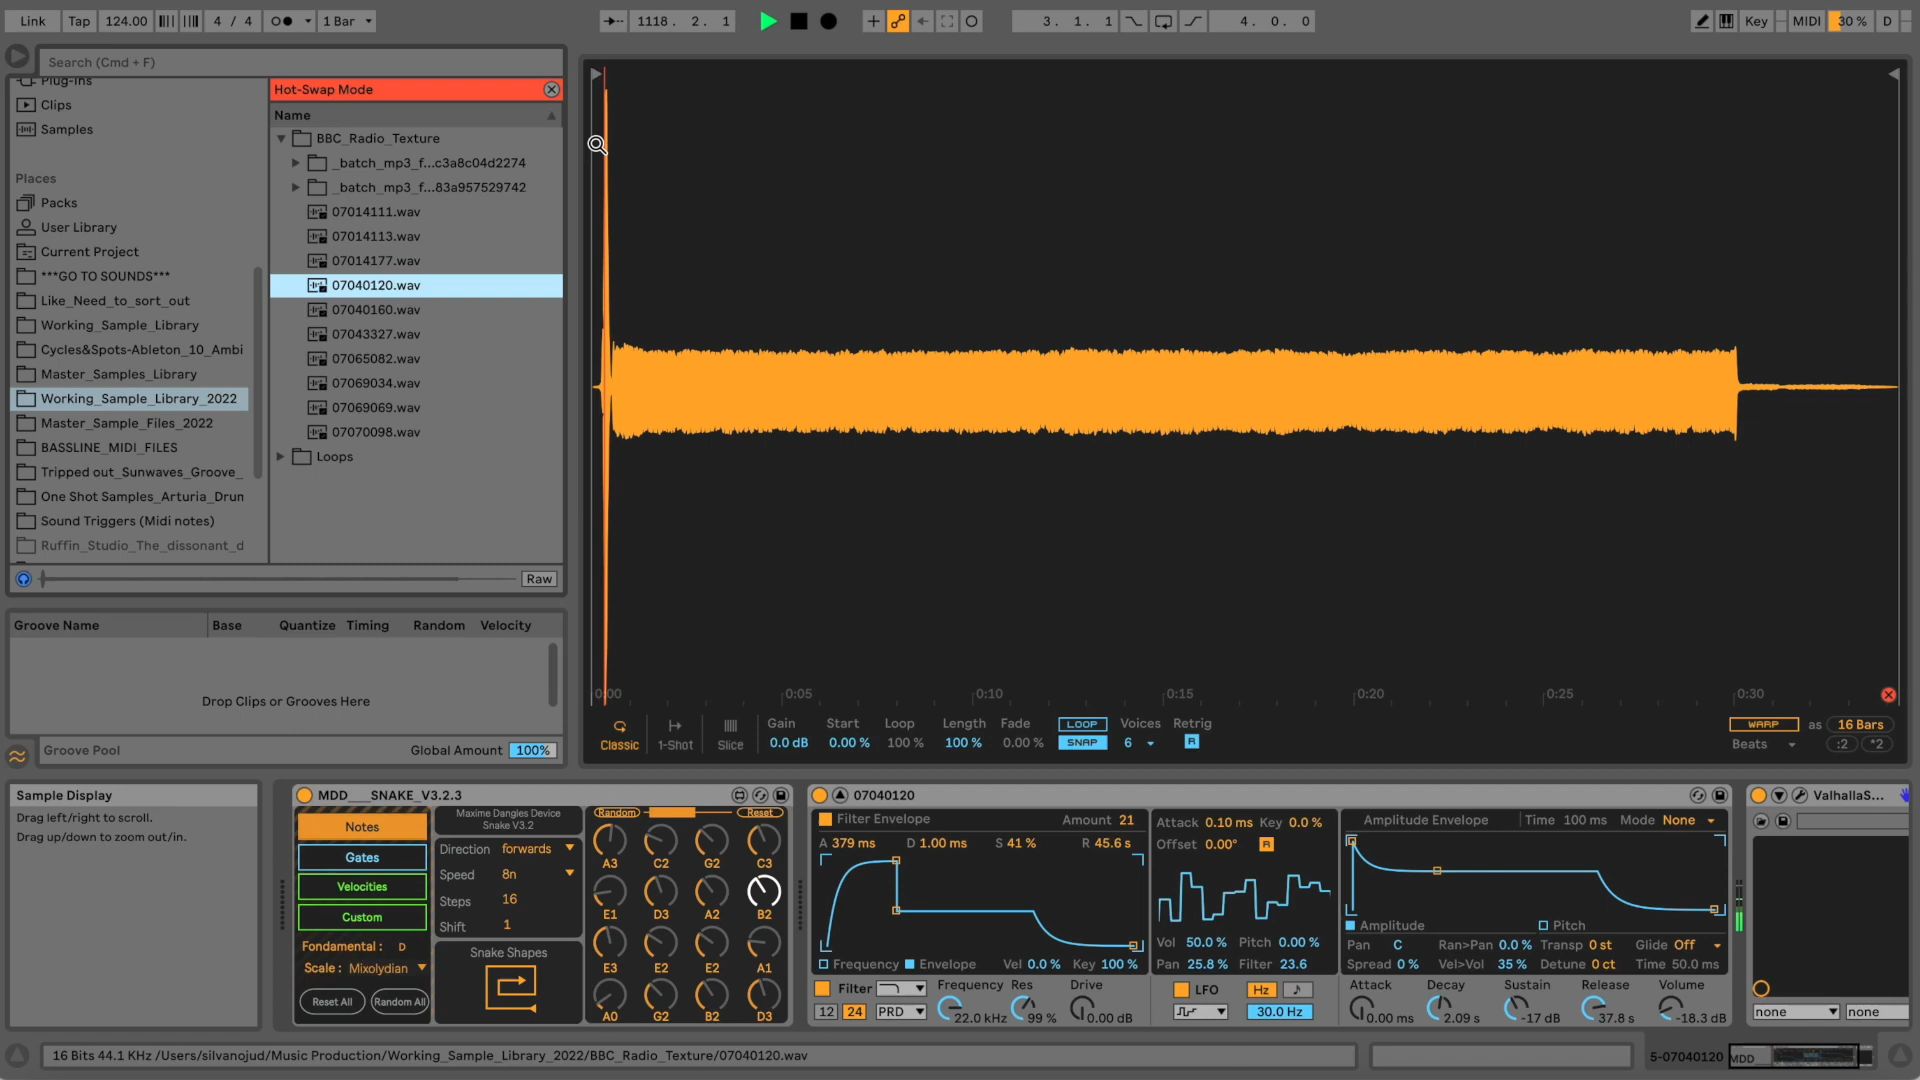 Link Tap 124.00 4 / 4 1 Bar 1118. 2. 1 3. 1. 1 4. 0. 0 Key MIDI 30 % D
Search (Cmd + F)
Plug-ins
Clips
Samples
Places
Packs
User Library
Current Project
***GO TO SOUNDS***
Like_Need_to_sort_out
Working_Sample_Library
Cycles&Spots-Ableton_10_Ambi
Master_Samples_Library
Working_Sample_Library_2022
Master_Sample_Files_2022
BASSLINE_MIDI_FILES
Tripped out_Sunwaves_Groove_
One Shot Samples_Arturia_Drun
Sound Triggers (Midi notes)
Ruffin_Studio_The_dissonant_d
Hot-Swap Mode
Name
BBC_Radio_Texture
_batch_mp3_f...c3a8c04d2274
_batch_mp3_f...83a957529742
07014111.wav
07014113.wav
07014177.wav
07040120.wav
07040160.wav
07043327.wav
07065082.wav
07069034.wav
07069069.wav
07070098.wav
Loops
Raw
Groove Name Base Quantize Timing Random Velocity
Drop Clips or Grooves Here
Groove Pool Global Amount 100%
0:00 0:05 0:10 0:15 0:20 0:25 0:30
Classic 1-Shot Slice
Gain Start Loop Length Fade LOOP Voices Retrig
0.0 dB 0.00 % 100 % 100 % 0.00 % SNAP 6 R
WARP as 16 Bars
Beats :2 *2
Sample Display
Drag left/right to scroll.
Drag up/down to zoom out/in.
MDD___SNAKE_V3.2.3
Notes
Gates
Velocities
Custom
Fondamental : D
Scale : Mixolydian
Reset All Random All
Maxime Dangles Device
Snake V3.2
Direction forwards
Speed 8n
Steps 16
Shift 1
Snake Shapes
Random Reset
A3 C2 G2 C3
E1 D3 A2 B2
E3 E2 E2 A1
A0 G2 B2 D3
07040120
Filter Envelope Amount 21
A 379 ms D 1.00 ms S 41 % R 45.6 s
Frequency Envelope Vel 0.0 % Key 100 %
Filter Frequency Res Drive
12 24 PRD 22.0 kHz 99 % 0.00 dB
Attack 0.10 ms Key 0.0 %
Offset 0.00° R
Vol 50.0 % Pitch 0.00 %
Pan 25.8 % Filter 23.6
LFO Hz
30.0 Hz
Amplitude Envelope Time 100 ms Mode None
Amplitude Pitch
Pan C Ran>Pan 0.0 % Transp 0 st Glide Off
Spread 0 % Vel>Vol 35 % Detune 0 ct Time 50.0 ms
Attack Decay Sustain Release Volume
0.00 ms 2.09 s -17 dB 37.8 s -18.3 dB
ValhallaS...
none none
16 Bits 44.1 KHz /Users/silvanojud/Music Production/Working_Sample_Library_2022/BBC_Radio_Texture/07040120.wav
5-07040120 MDD